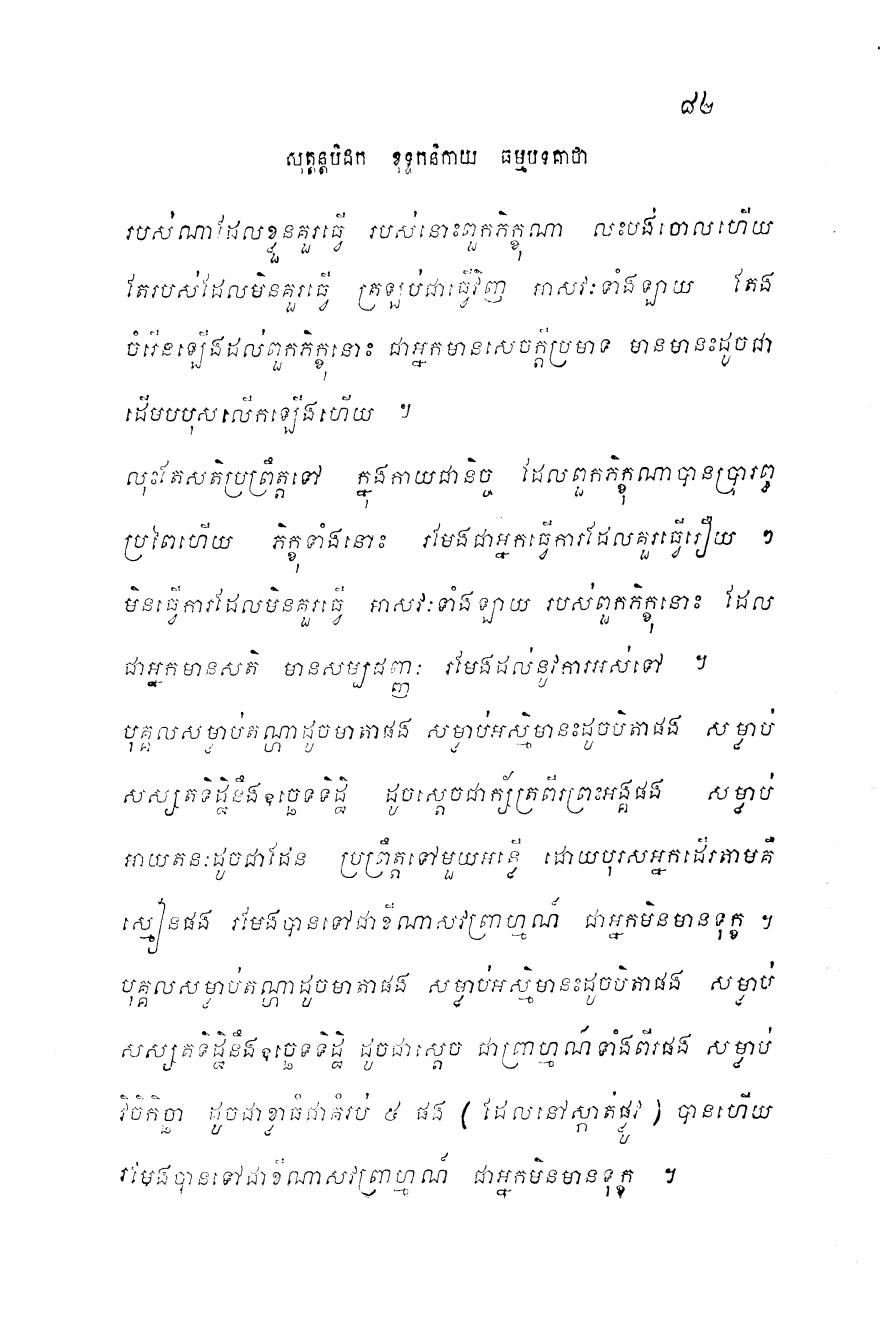 ៨៤
សុត្តន្តបិដក ខុទ្ទកនិកាយ ធម្មបទគាថា
របស់ណាដែលខ្លួនគួរធ្វើ របស់នោះពួកភិក្ខុណា លះបង់ចោលហើយ
តែរបស់ដែលមិនគួរធ្វើ ត្រឡប់ជាធ្វើវិញ អាសវៈទាំងឡាយ តែង
ចំរើនឡើងដល់ពួកភិក្ខុនោះ ជាអ្នកមានសេចក្តីប្រមាទ មានមានះដូចជា
ដើមបបុសលើកឡើងហើយ ។
លុះតែសតិប្រព្រឹត្តទៅ ក្នុងកាយជានិច្ច ដែលពួកភិក្ខុណាបានប្រារព្ធ
ប្រពៃហើយ ភិក្ខុទាំងនោះ រមែងជាអ្នកធ្វើការដែលគួរធ្វើរឿយ ៗ
មិនធ្វើការដែលមិនគួរធ្វើ អាសវៈទាំងឡាយ របស់ពួកភិក្ខុនោះ ដែល
ជាអ្នកមានសតិ មានសម្បជញ្ញៈ រមែងដល់នូវការអស់ទៅ ។
បុគ្គលសម្លាប់តណ្ហាដូចមាតាផង សម្លាប់អស្មិមានះដូចបិតាផង សម្លាប់
សស្សតទិដ្ឋិនឹងឧច្ឆេទទិដ្ឋិ ដូចស្តេចជាក្ស័ត្រពីរព្រះអង្គផង សម្លាប់
អាយតនៈដូចជាដែន ប្រព្រឹត្តទៅមួយអន្លើ ដោយបុរសអ្នកដើរតាមគឺ
ស្មៀនផង រមែងបានទៅជាខីណាសវព្រាហ្មណ៍ ជាអ្នកមិនមានទុក្ខ ។
បុគ្គលសម្លាប់តណ្ហាដូចមាតាផង សម្លាប់អស្មិមានះដូចបិតាផង សម្លាប់
សស្សតទិដ្ឋិនឹងឧច្ឆេទទិដ្ឋិ ដូចជាស្តេច ជាព្រាហ្មណ៍ទាំងពីរផង សម្លាប់
វិចិកិច្ឆា ដូចជាខ្លាធំជាគំរប់ ៥ ផង ( ដែលនៅស្កាត់ផ្លូវ ) បានហើយ
រមែងបានទៅជាខីណាសវព្រាហ្មណ៍ ជាអ្នកមិនមានទុក្ខ ។